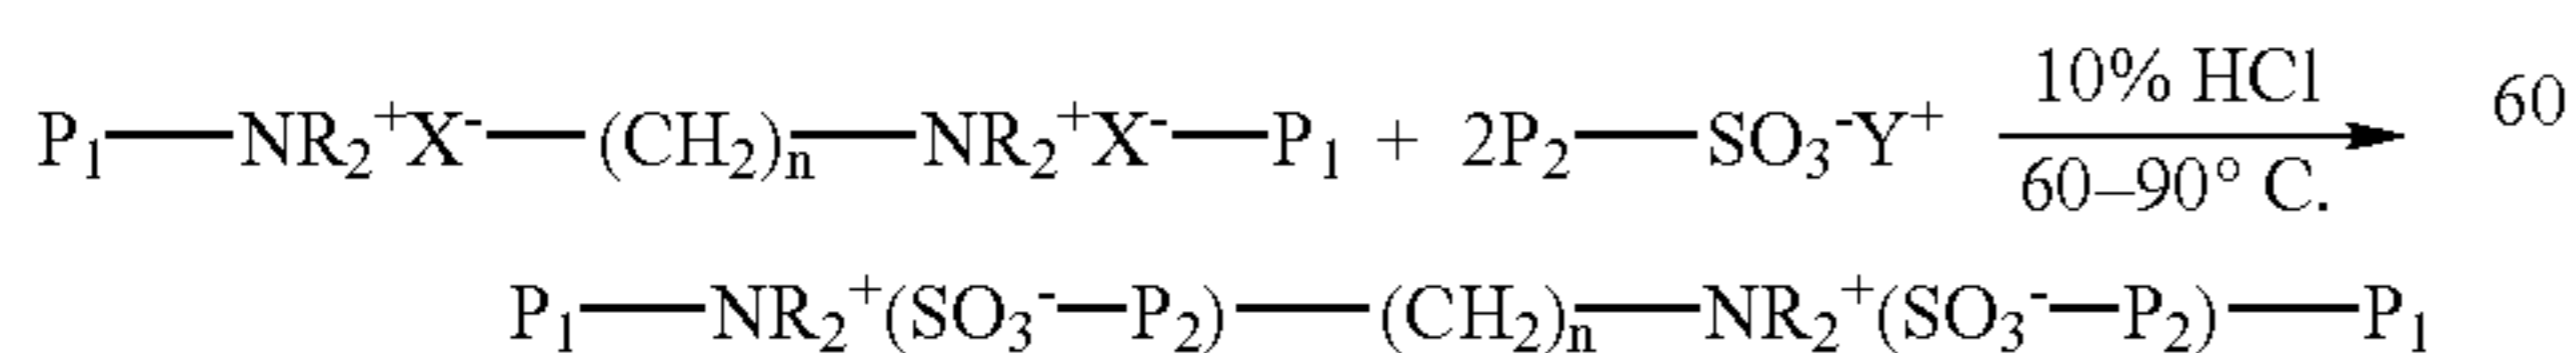 P₁—NR₂⁺X⁻—(CH₂)ₙ—NR₂⁺X⁻—P₁ + 2P₂—SO₃⁻Y⁺ 10% HCl 60
60–90° C.
P₁—NR₂⁺(SO₃⁻—P₂)—(CH₂)ₙ—NR₂⁺(SO₃⁻—P₂)—P₁